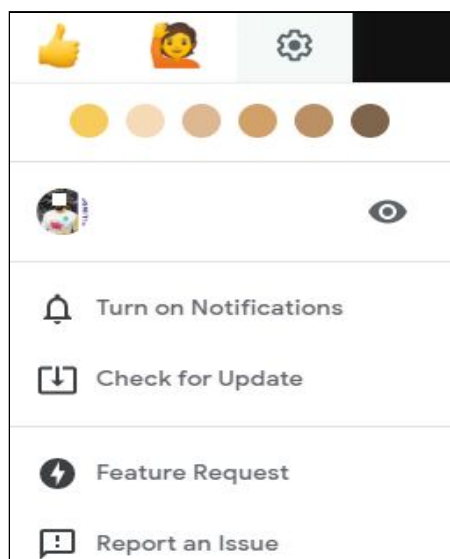 Turn on Notifications
Check for Update
Feature Request
Report an Issue